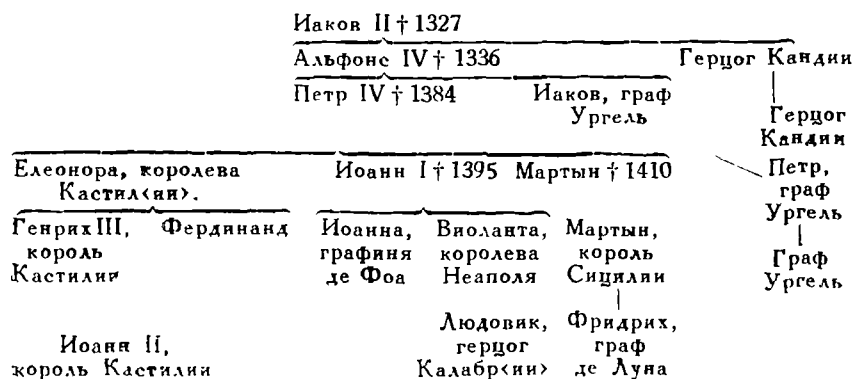 Иаков II † 1327
Альфонс IV † 1336 Герцог Кандии
Петр IV † 1384 Иаков, граф Ургель
Герцог Кандии
Елеонора, королева Кастил<ии>. Иоанн I † 1395 Мартын † 1410
Петр, граф Ургель
Генрих III, король Кастилии
Фердинанд
Иоанна, графиня де Фоа
Виоланта, королева Неаполя
Мартын, король Сицилии
Граф Ургель
Иоанн II, король Кастилии
Людовик, герцог Калабр<ии>
Фридрих, граф де Луна